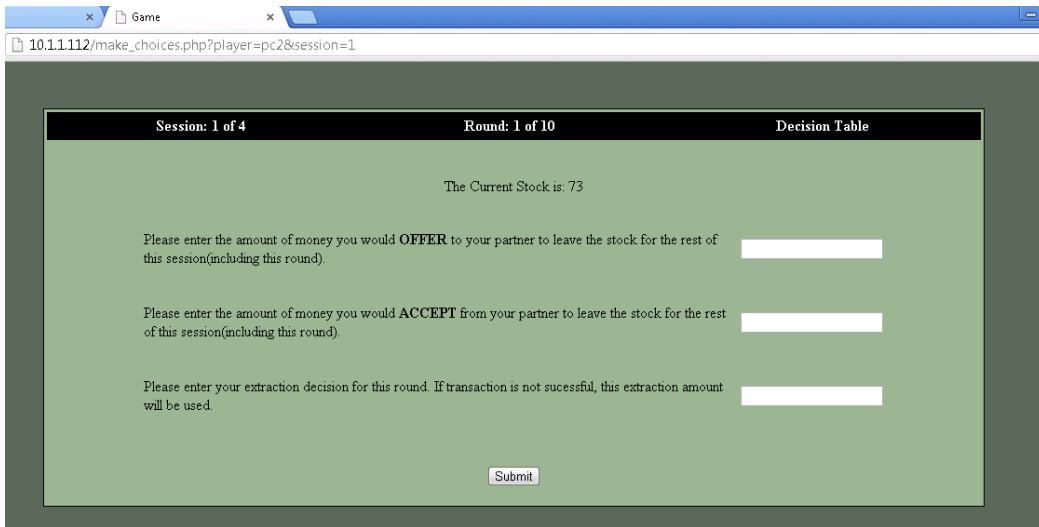 Game
10.1.1.112/make_choices.php?player=pc2&session=1
Session: 1 of 4 Round: 1 of 10 Decision Table
The Current Stock is: 73
Please enter the amount of money you would OFFER to your partner to leave the stock for the rest of
this session(including this round).
Please enter the amount of money you would ACCEPT from your partner to leave the stock for the rest
of this session(including this round).
Please enter your extraction decision for this round. If transaction is not sucessful, this extraction amount
will be used.
Submit